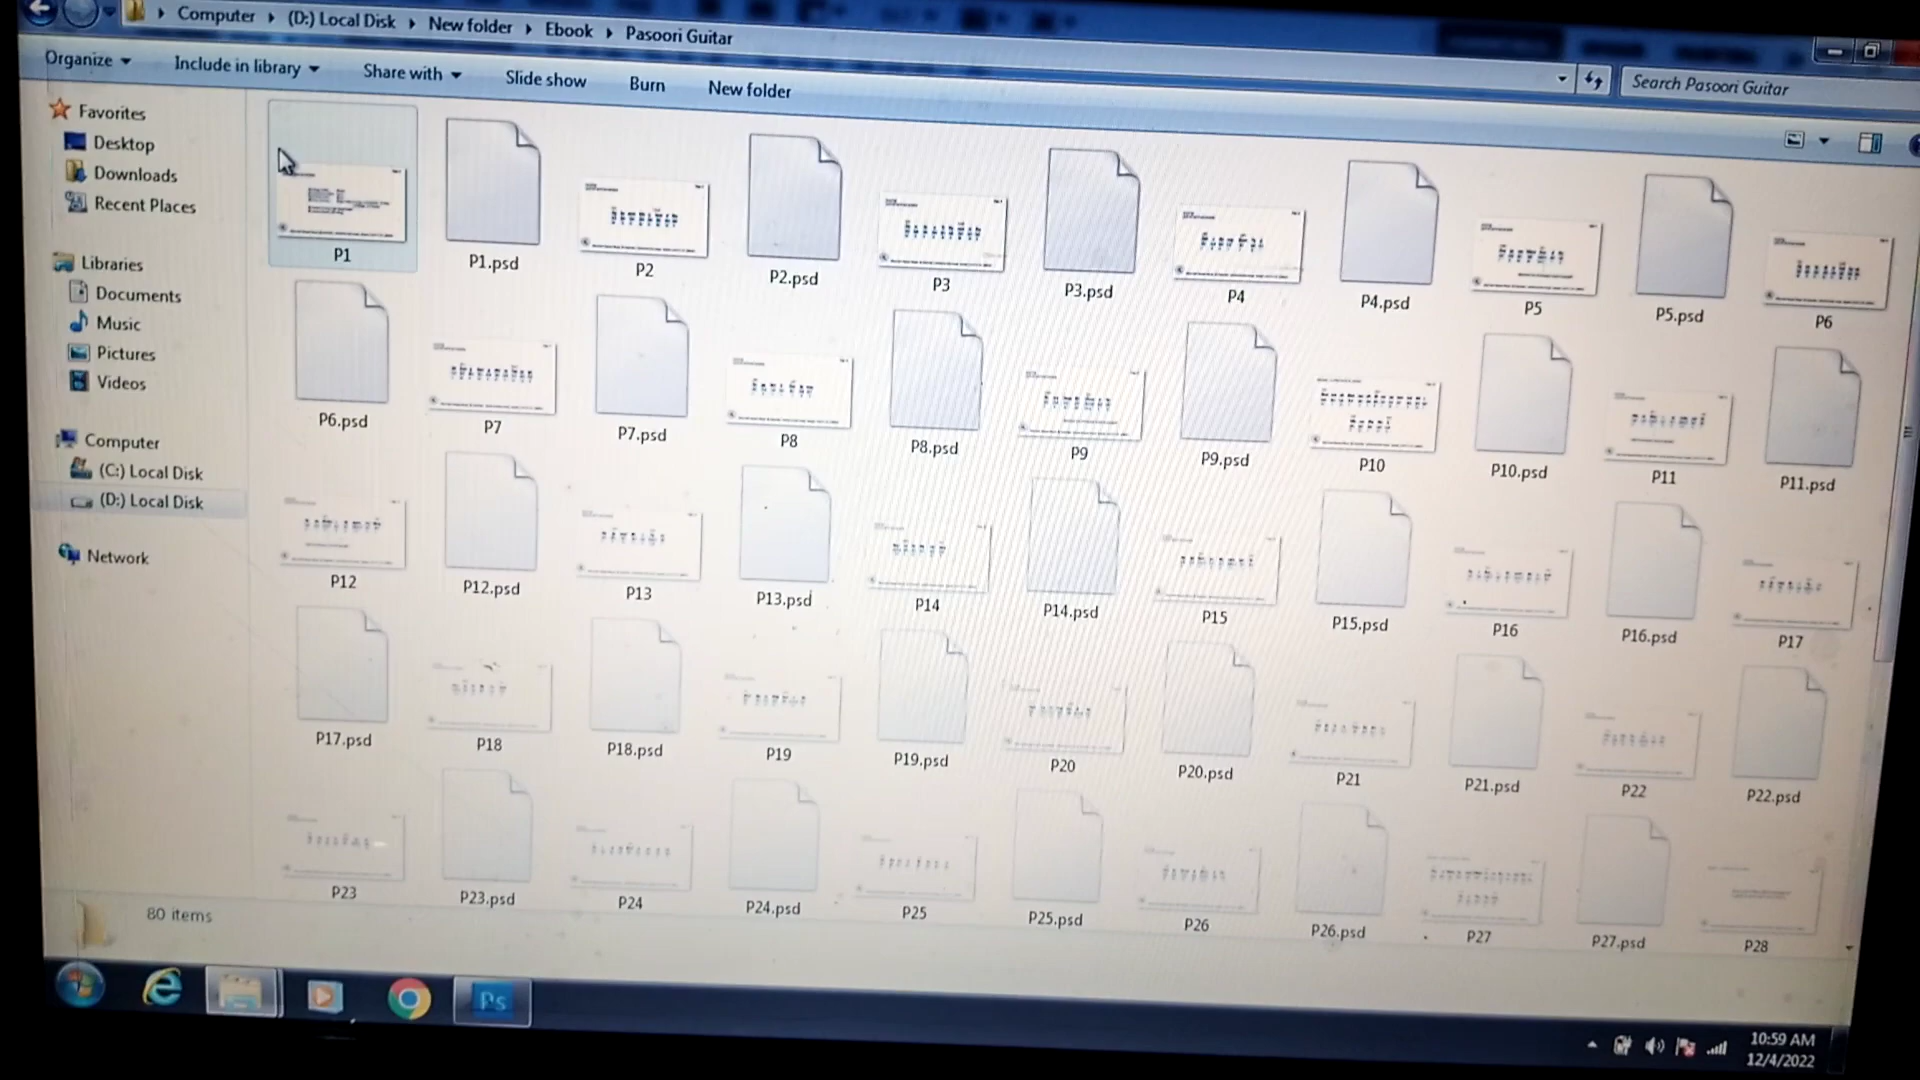 Computer (D:) Local Disk New folder Ebook Pasoori Guitar
Search Pasoori Guitar
Organize Include in library Share with Slide show Burn New folder
Favorites
Desktop
Downloads
Recent Places
Libraries
Documents
Music
Pictures
Videos
Computer
(C:) Local Disk
(D:) Local Disk
Network
P1 P1.psd P2 P2.psd P3 P3.psd P4 P4.psd P5 P5.psd P6
P6.psd P7 P7.psd P8 P8.psd P9 P9.psd P10 P10.psd P11 P11.psd
P12 P12.psd P13 P13.psd P14 P14.psd P15 P15.psd P16 P16.psd P17
P17.psd P18 P18.psd P19 P19.psd P20 P20.psd P21 P21.psd P22 P22.psd
P23 P23.psd P24 P24.psd P25 P25.psd P26 P26.psd P27 P27.psd P28
80 items
Ps
10:59 AM
12/4/2022